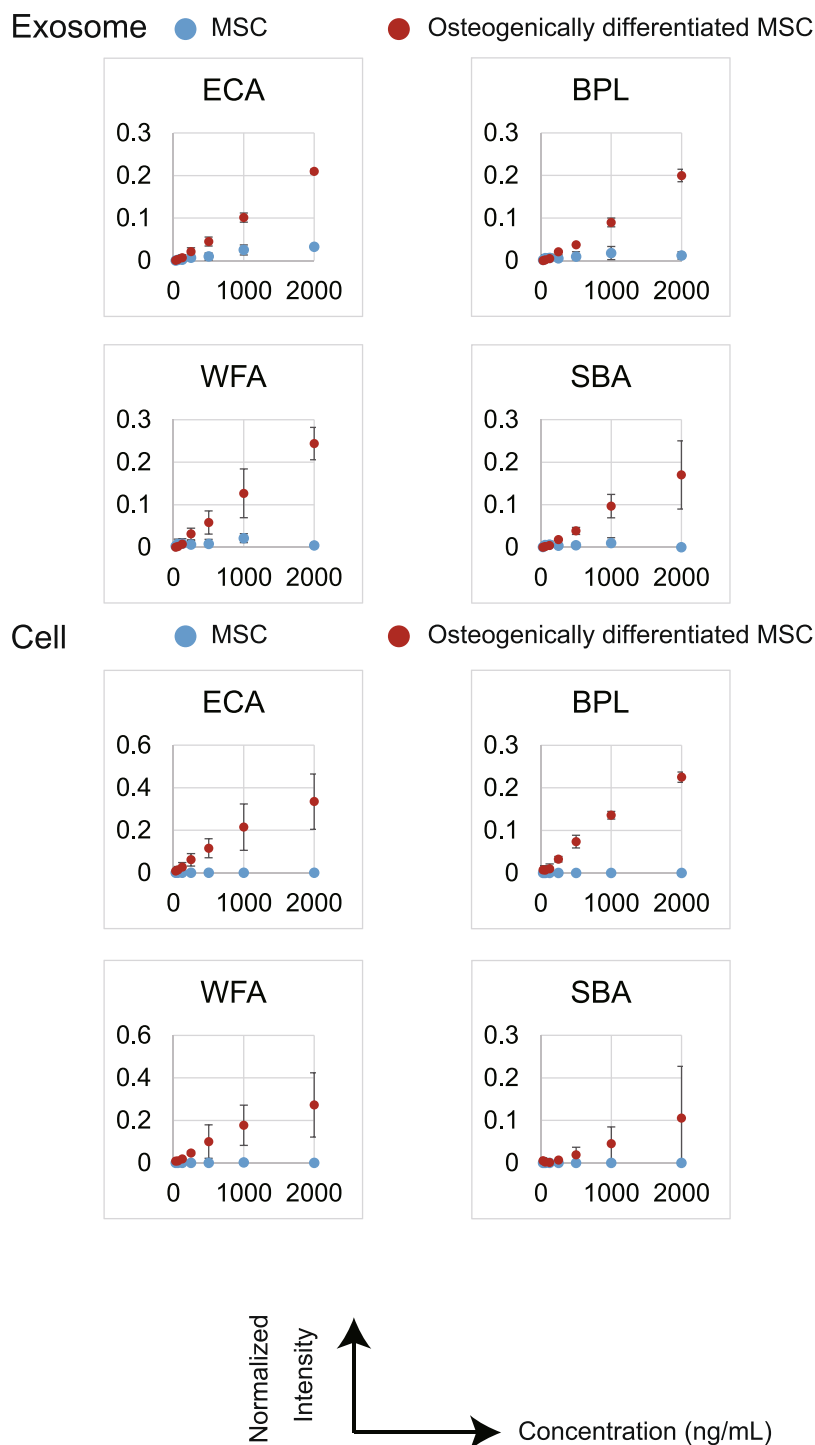 Exosome MSC Osteogenically differentiated MSC
ECA BPL
0.3 0.3
0.2 0.2
0.1 0.1
0 0
0 1000 2000 0 1000 2000
WFA SBA
0.3 0.3
0.2 0.2
0.1 0.1
0 0
0 1000 2000 0 1000 2000
Cell MSC Osteogenically differentiated MSC
ECA BPL
0.6 0.3
0.4 0.2
0.2 0.1
0 0
0 1000 2000 0 1000 2000
WFA SBA
0.6 0.3
0.4 0.2
0.2 0.1
0 0
0 1000 2000 0 1000 2000
Normalized
Intensity
Concentration (ng/mL)